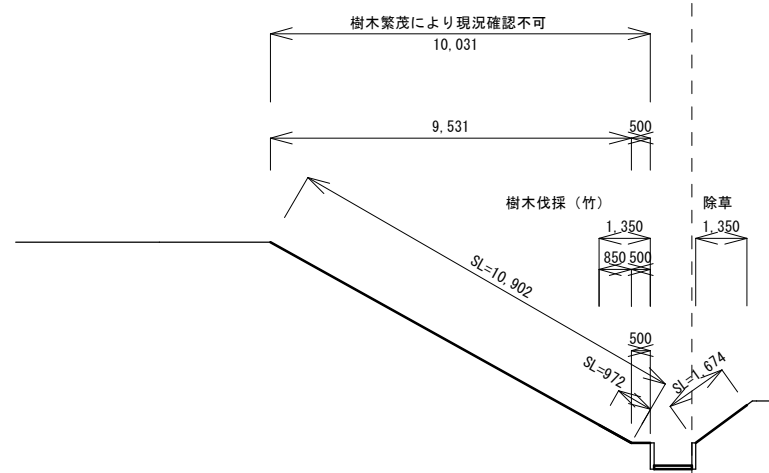 樹木繁茂により現況確認不可
10,031
9,531
500
樹木伐採（竹）
除草
1,350
1,350
850
500
SL=10,902
500
SL=972
SL=1,674